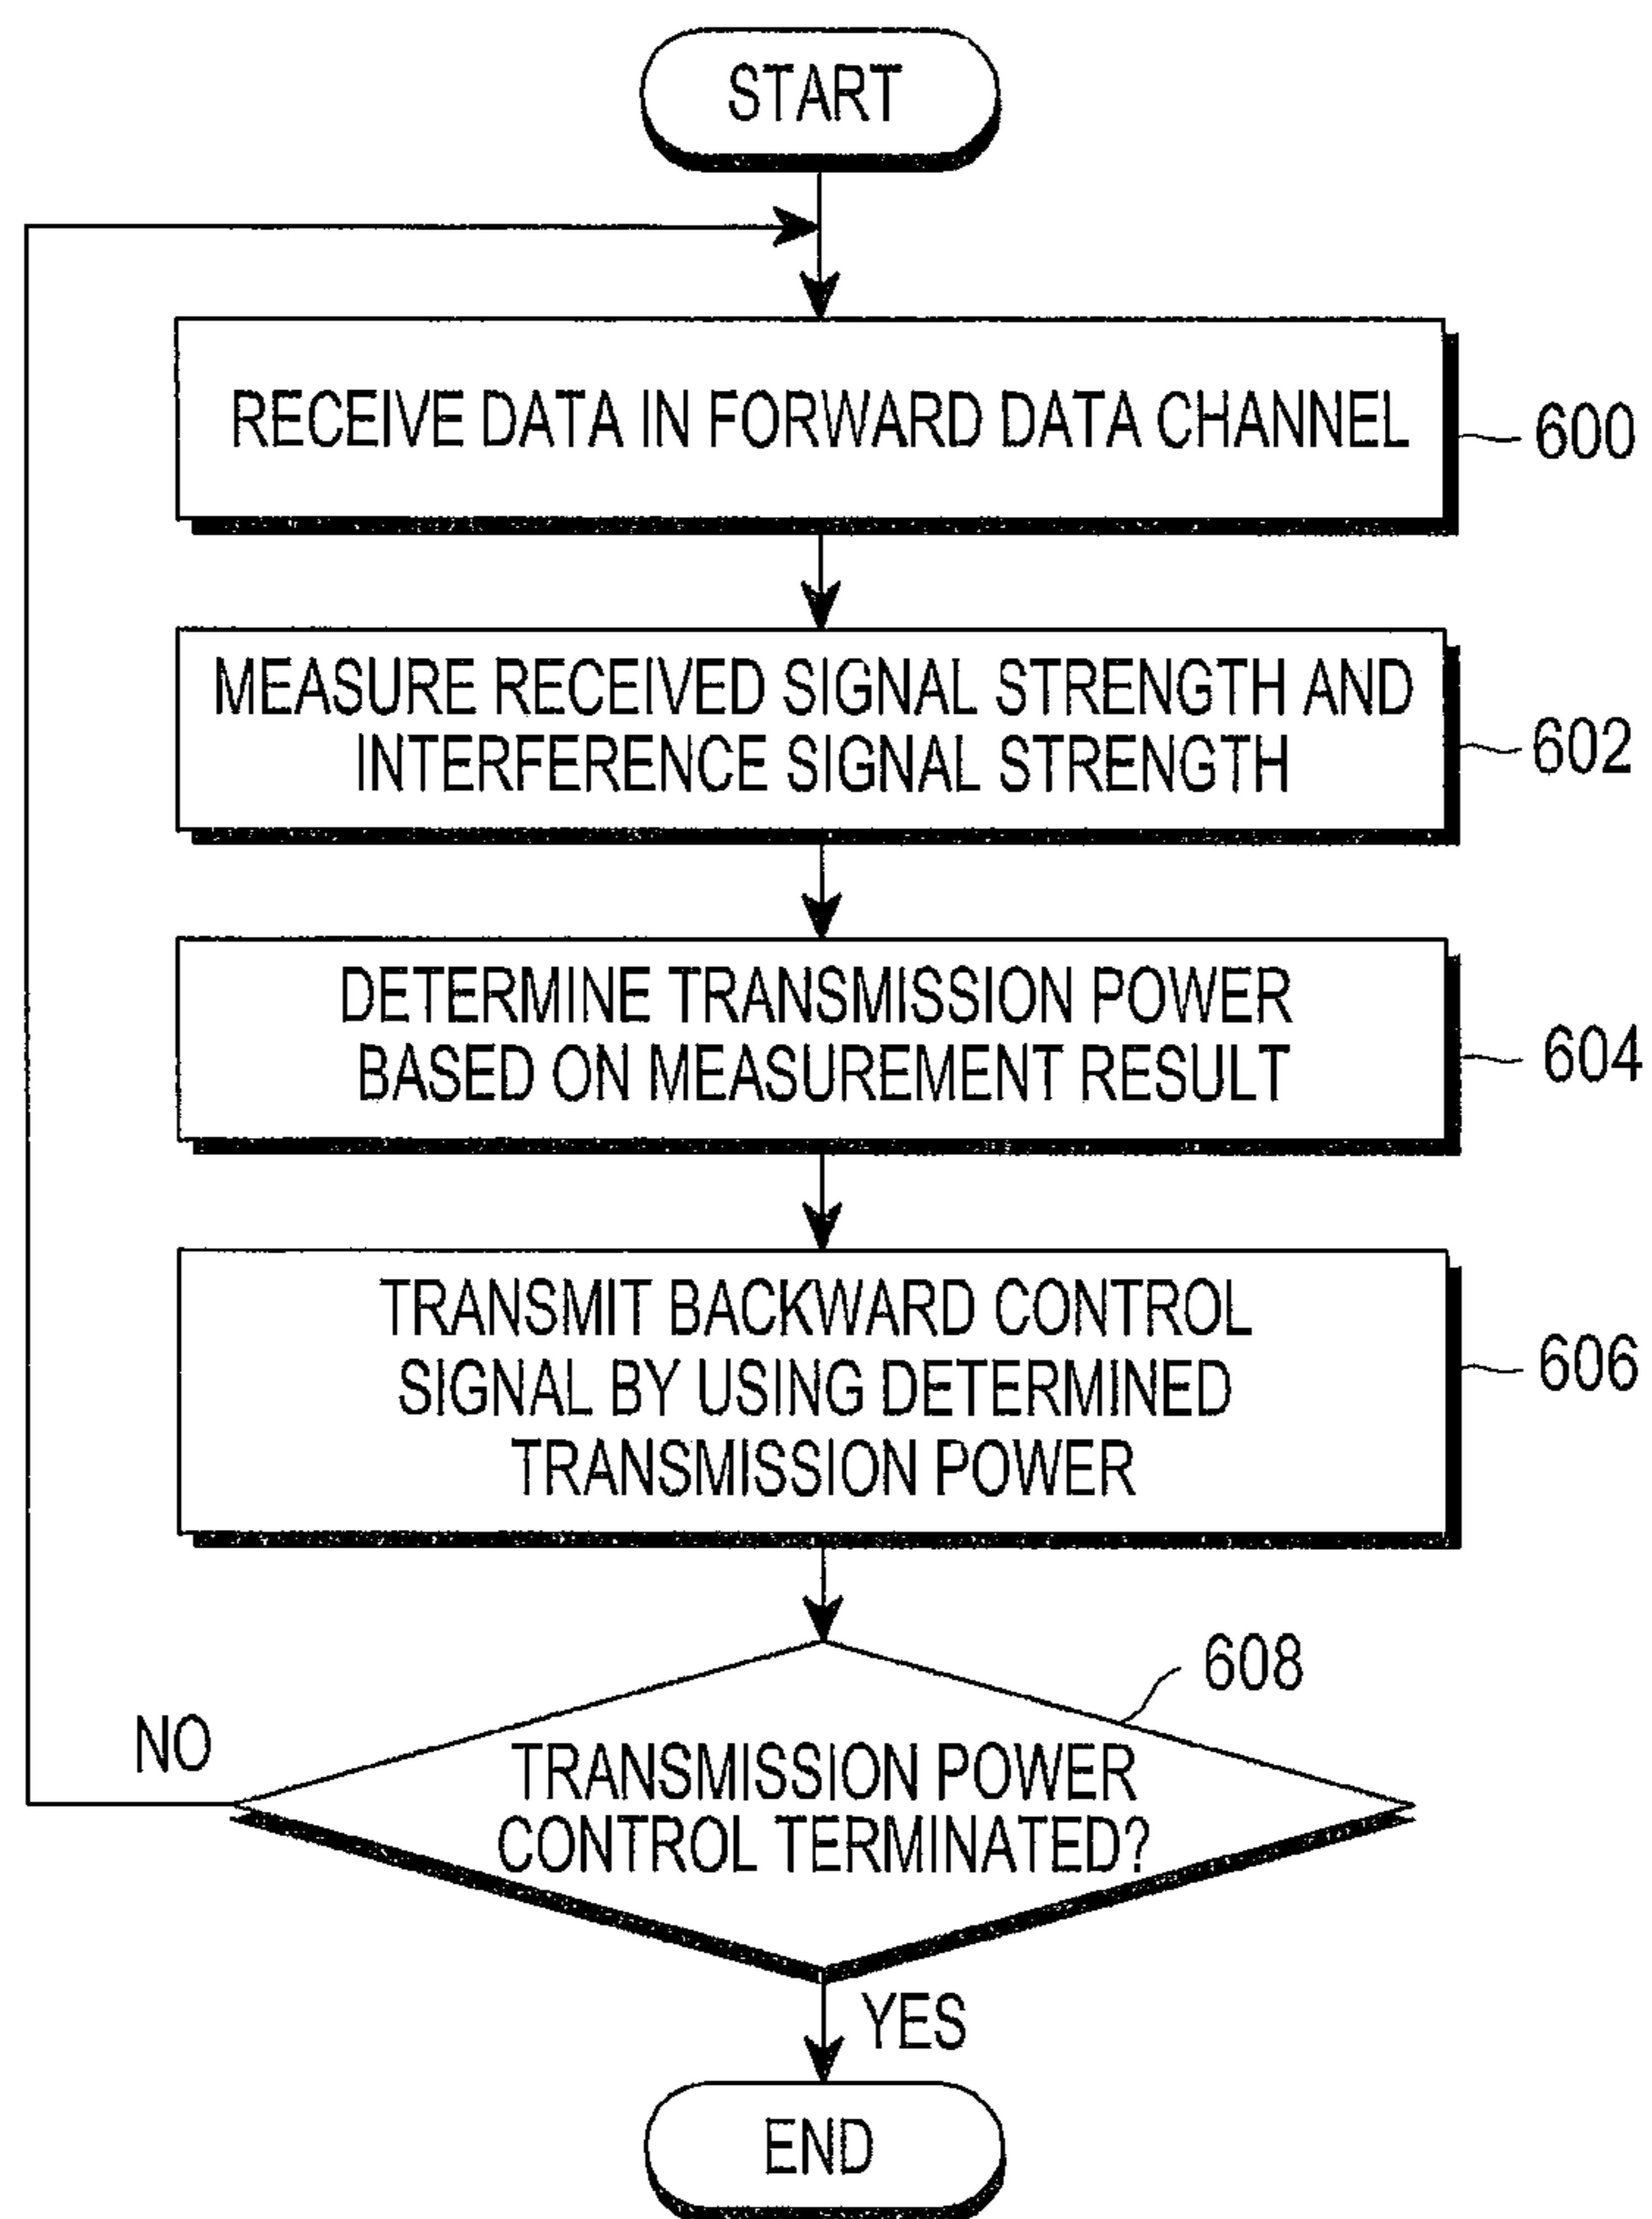 START
RECEIVE DATA IN FORWARD DATA CHANNEL
600
MEASURE RECEIVED SIGNAL STRENGTH AND
INTERFERENCE SIGNAL STRENGTH
602
DETERMINE TRANSMISSION POWER
BASED ON MEASUREMENT RESULT
604
TRANSMIT BACKWARD CONTROL
SIGNAL BY USING DETERMINED
TRANSMISSION POWER
606
608
NO
TRANSMISSION POWER
CONTROL TERMINATED?
YES
END